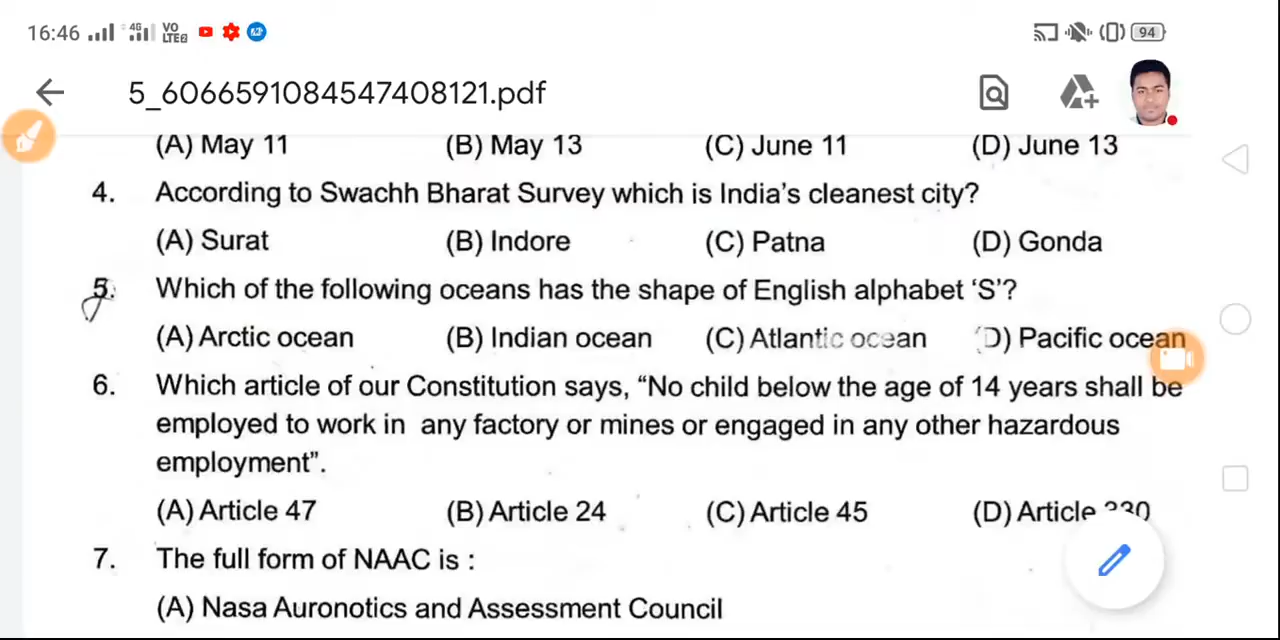 16:46 4G VO LTE2 94
5_6066591084547408121.pdf
(A) May 11 (B) May 13 (C) June 11 (D) June 13
4. According to Swachh Bharat Survey which is India's cleanest city?
(A) Surat (B) Indore (C) Patna (D) Gonda
5. Which of the following oceans has the shape of English alphabet 'S'?
(A) Arctic ocean (B) Indian ocean (C) Atlantic ocean (D) Pacific ocean
6. Which article of our Constitution says, "No child below the age of 14 years shall be
employed to work in any factory or mines or engaged in any other hazardous
employment".
(A) Article 47 (B) Article 24 (C) Article 45 (D) Article
7. The full form of NAAC is :
(A) Nasa Auronotics and Assessment Council